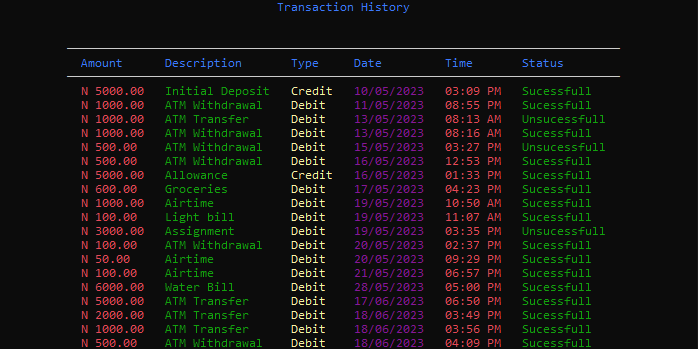 Transaction History
Amount Description Type Date Time Status
N 5000.00 Initial Deposit Credit 10/05/2023 03:09 PM Sucessfull
N 1000.00 ATM Withdrawal Debit 11/05/2023 08:55 PM Sucessfull
N 1000.00 ATM Transfer Debit 13/05/2023 08:13 AM Unsucessfull
N 1000.00 ATM Withdrawal Debit 13/05/2023 08:16 AM Sucessfull
N 500.00 ATM Withdrawal Debit 15/05/2023 03:27 PM Unsucessfull
N 500.00 ATM Withdrawal Debit 16/05/2023 12:53 PM Sucessfull
N 5000.00 Allowance Credit 16/05/2023 01:33 PM Sucessfull
N 600.00 Groceries Debit 17/05/2023 04:23 PM Sucessfull
N 1000.00 Airtime Debit 19/05/2023 10:50 AM Sucessfull
N 100.00 Light bill Debit 19/05/2023 11:07 AM Sucessfull
N 3000.00 Assignment Debit 19/05/2023 03:35 PM Unsucessfull
N 100.00 ATM Withdrawal Debit 20/05/2023 02:37 PM Sucessfull
N 50.00 Airtime Debit 20/05/2023 09:29 PM Sucessfull
N 100.00 Airtime Debit 21/05/2023 06:57 PM Sucessfull
N 6000.00 Water Bill Debit 28/05/2023 05:00 PM Sucessfull
N 5000.00 ATM Transfer Debit 17/06/2023 06:50 PM Sucessfull
N 2000.00 ATM Transfer Debit 18/06/2023 03:49 PM Sucessfull
N 1000.00 ATM Transfer Debit 18/06/2023 03:56 PM Sucessfull
N 500.00 ATM Withdrawal Debit 18/06/2023 04:09 PM Sucessfull